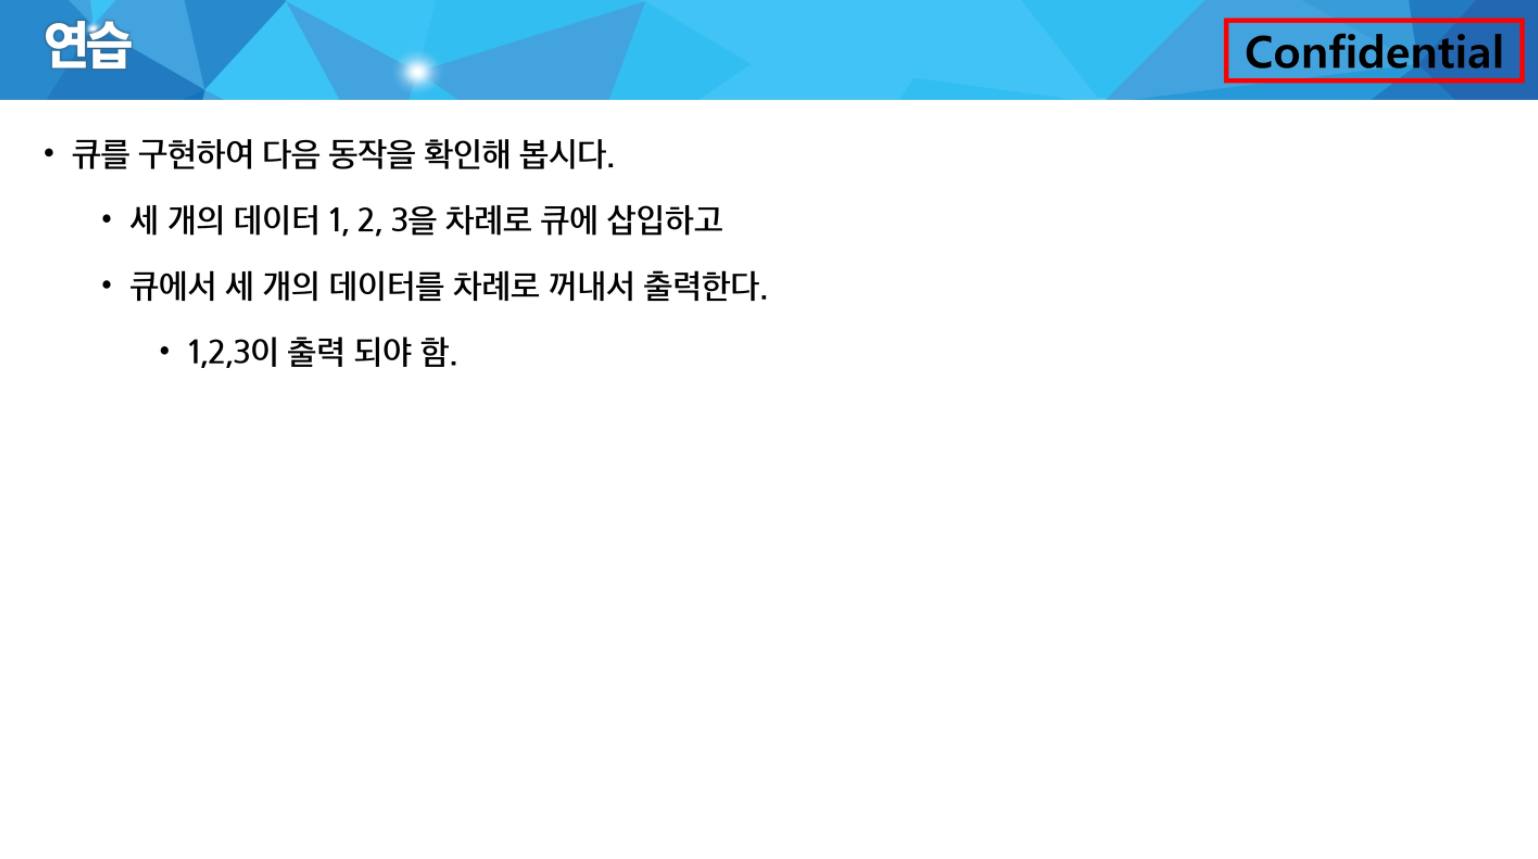 연습
Confidential
• 큐를 구현하여 다음 동작을 확인해 봅시다.
• 세 개의 데이터 1, 2, 3을 차례로 큐에 삽입하고
• 큐에서 세 개의 데이터를 차례로 꺼내서 출력한다.
• 1,2,3이 출력 되야 함.